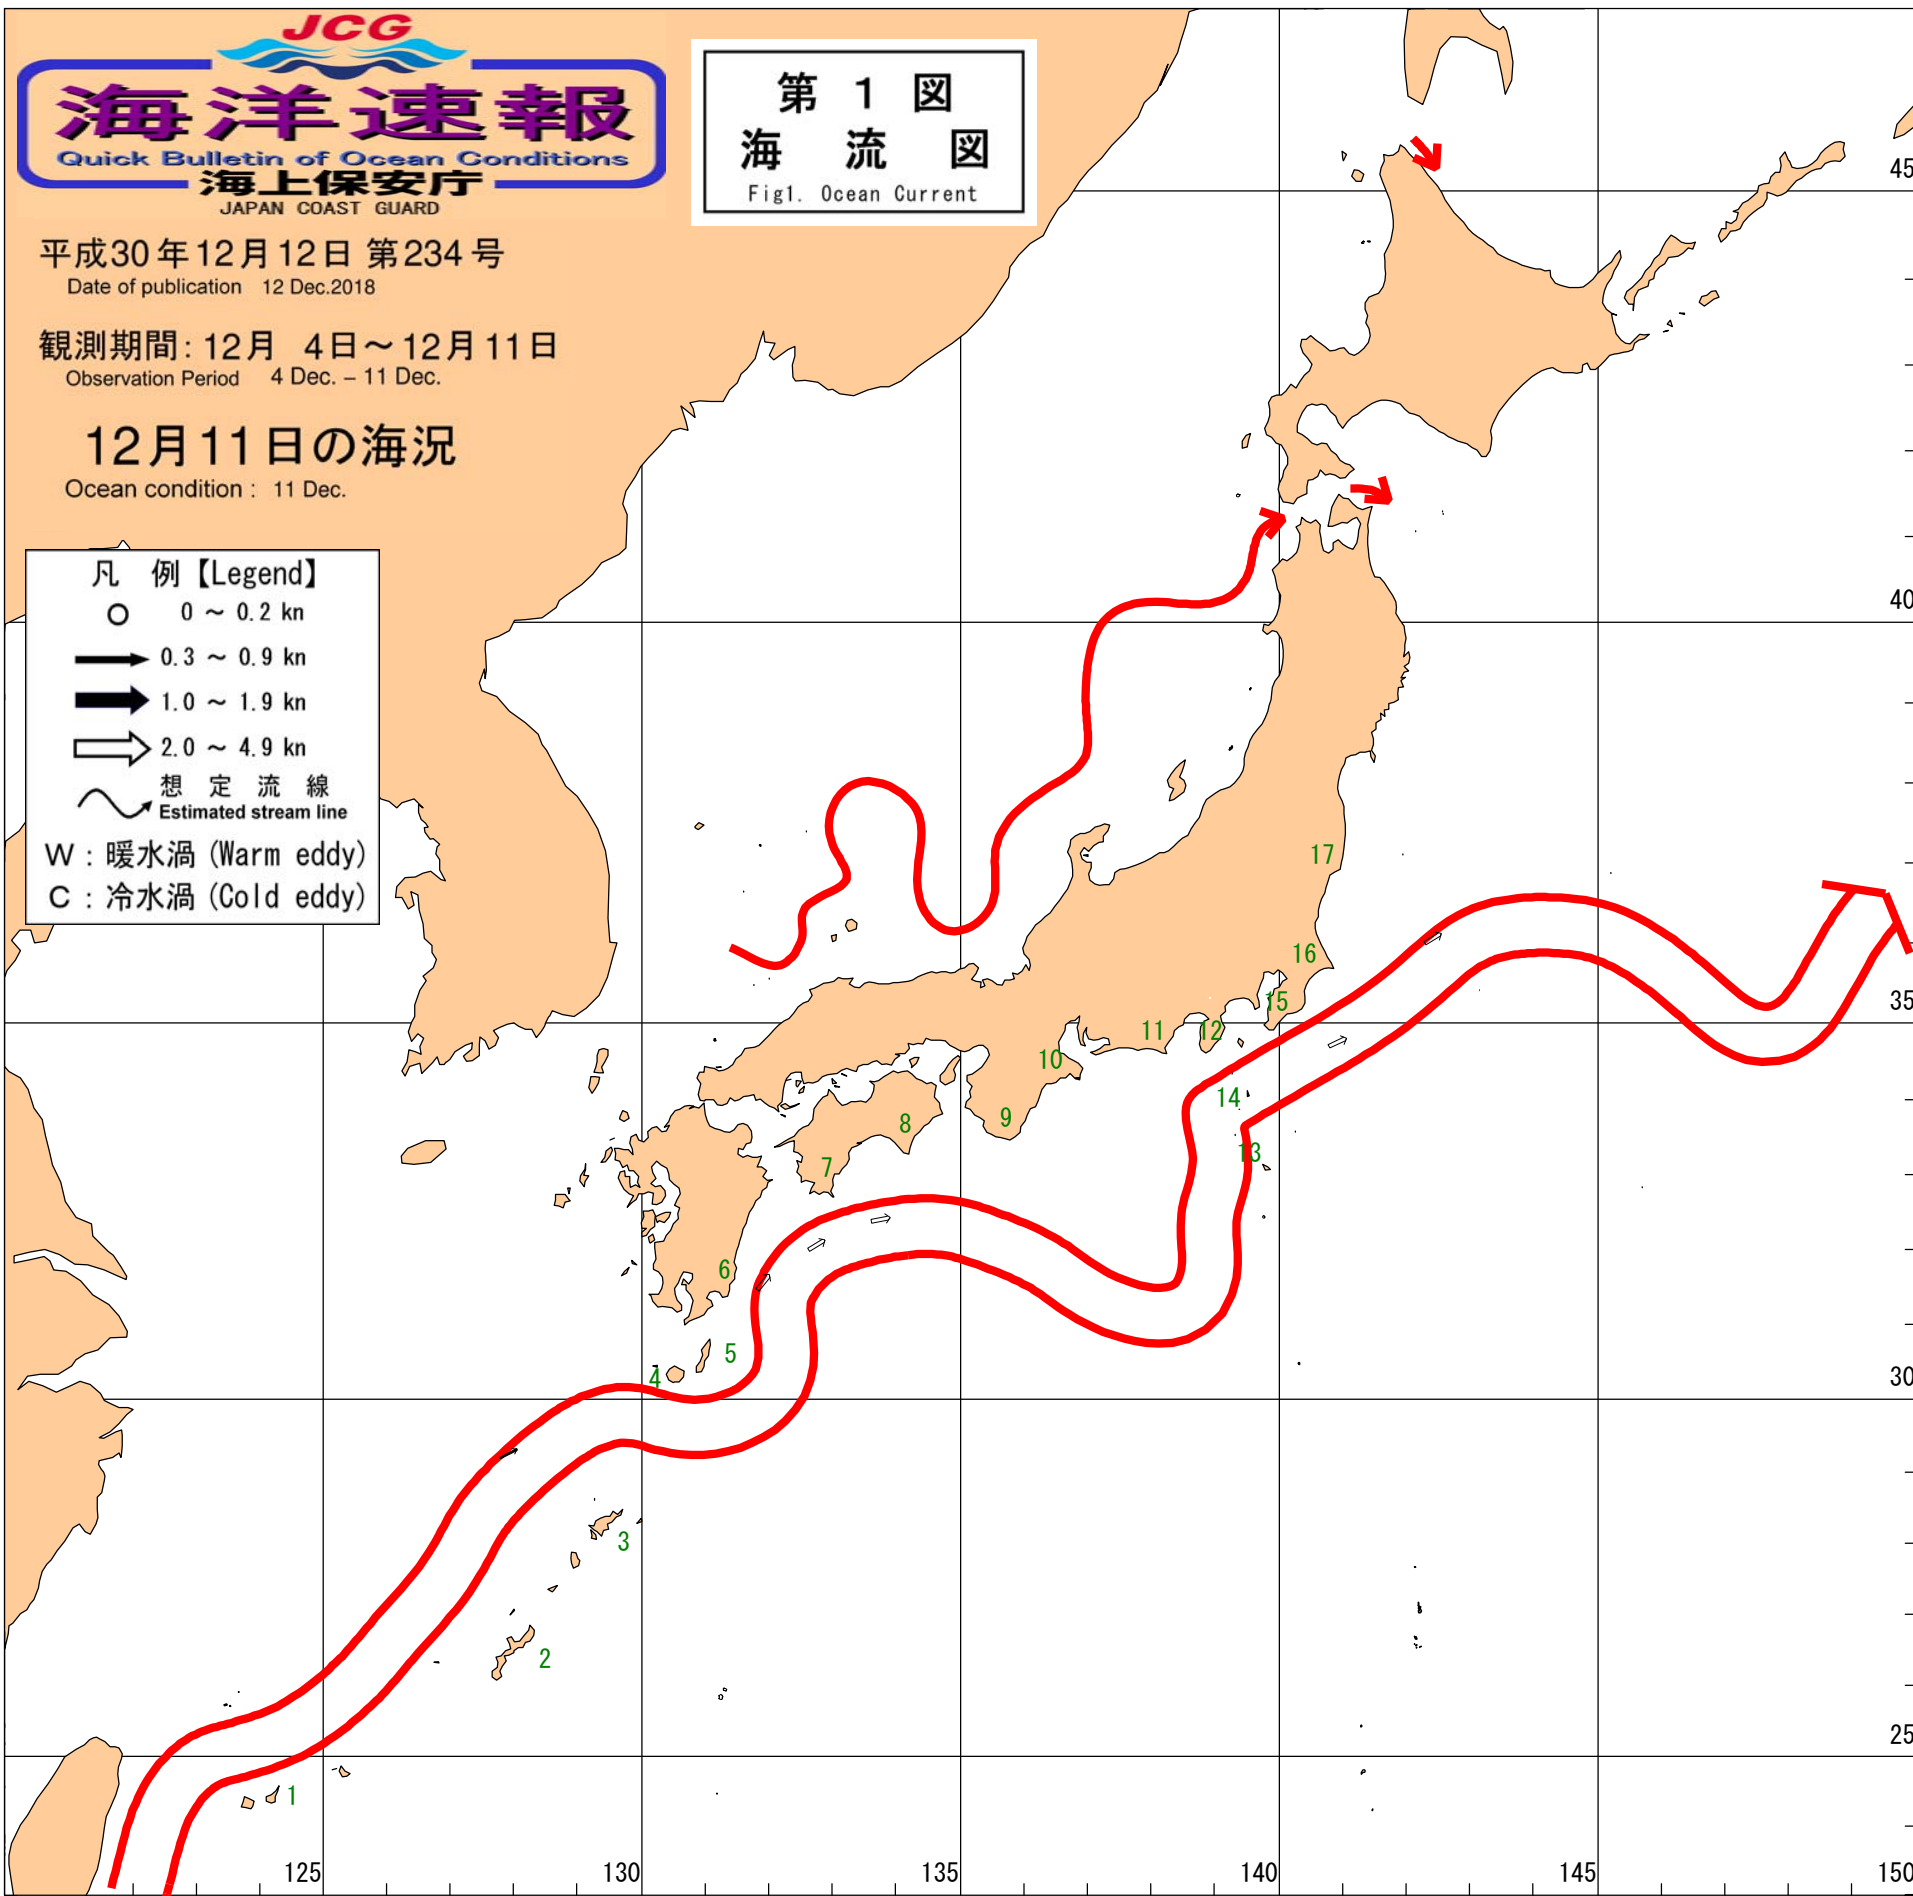 JCG
海洋速報
Quick Bulletin of Ocean Conditions
海上保安庁
JAPAN COAST GUARD
平成30年12月12日 第234号
Date of publication 12 Dec.2018
観測期間: 12月 4日～12月11日
Observation Period 4 Dec. – 11 Dec.
12月11日の海況
Ocean condition : 11 Dec.
第 1 図
海 流 図
Fig1. Ocean Current
凡 例【Legend】
0 ～ 0.2 kn
0.3 ～ 0.9 kn
1.0 ～ 1.9 kn
2.0 ～ 4.9 kn
想 定 流 線
Estimated stream line
W : 暖水渦 (Warm eddy)
C : 冷水渦 (Cold eddy)
45
40
17
16
35
15
11
12
10
14
9
8
13
7
6
5
4
30
3
2
25
1
125
130
135
140
145
150